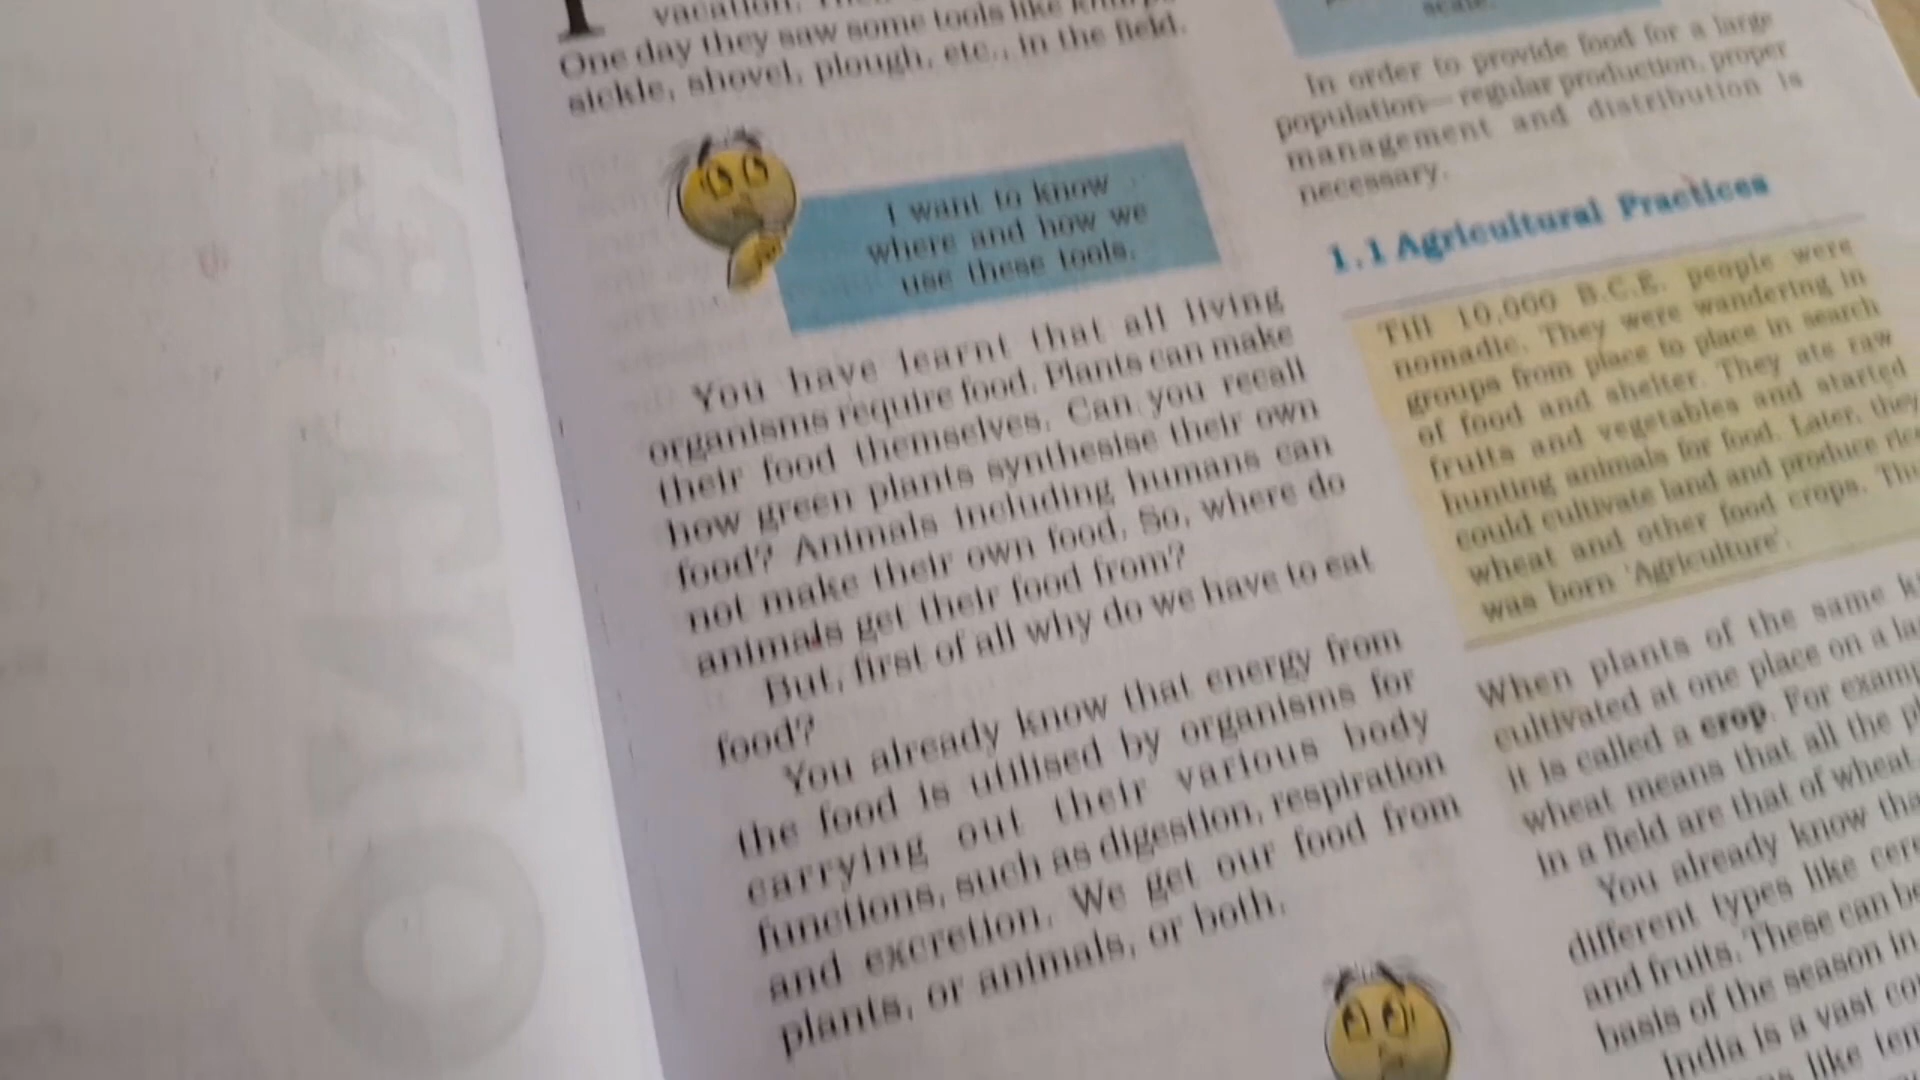 vacation.
One day they saw some tools like
sickle, shovel, plough, etc., in the field.
I want to know
where and how we
use these tools.
You have learnt that all living
organisms require food. Plants can make
their food themselves. Can you recall
how green plants synthesise their own
food? Animals including humans can
not make their own food. So, where do
animals get their food from?
But, first of all why do we have to eat
food?
You already know that energy from
the food is utilised by organisms for
carrying out their various body
functions, such as digestion, respiration
and excretion. We get our food from
plants, or animals, or both.
scale.
In order to provide food for a large
population— regular production, proper
management and distribution is
necessary.
1.1 Agricultural Practices
Till 10,000 B.C.E. people were
nomadic. They were wandering in
groups from place to place in search
of food and shelter. They ate raw
fruits and vegetables and started
hunting animals for food. Later, they
could cultivate land and produce
wheat and other food crops.
was born 'Agriculture'.
When plants of the same
cultivated at one place on a
it is called a crop. For
wheat means that all the
in a field are that of wheat.
You already know
different types like
and fruits. These can be
basis of the season in
India is a vast
like